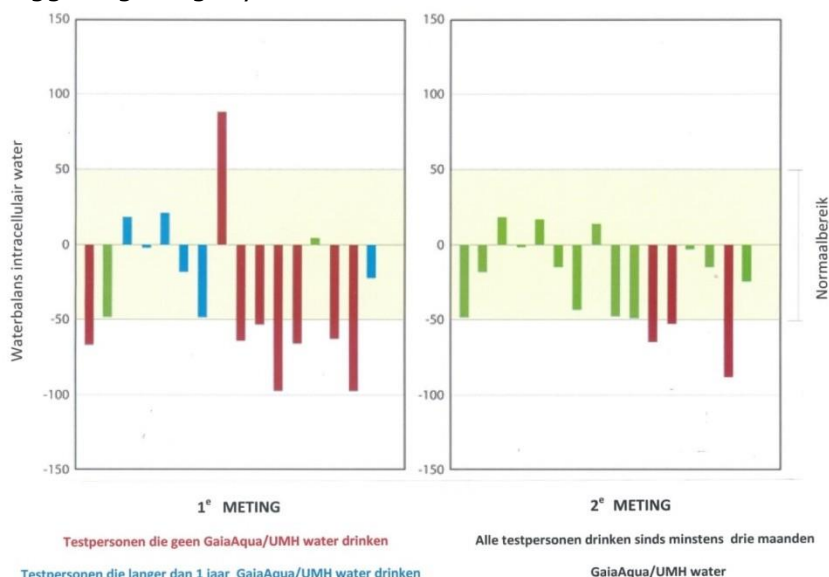 150
100
50
0
-50
-100
-150
Waterbalans intracellulair water
150
100
50
0
-50
-100
-150
Normaalbereik
1e METING
2e METING
Testpersonen die geen GaiaAqua/UMH water drinken
Alle testpersonen drinken sinds minstens drie maanden
Testpersonen die langer dan 1 jaar GaiaAqua/UMH water drinken
GaiaAqua/UMH water